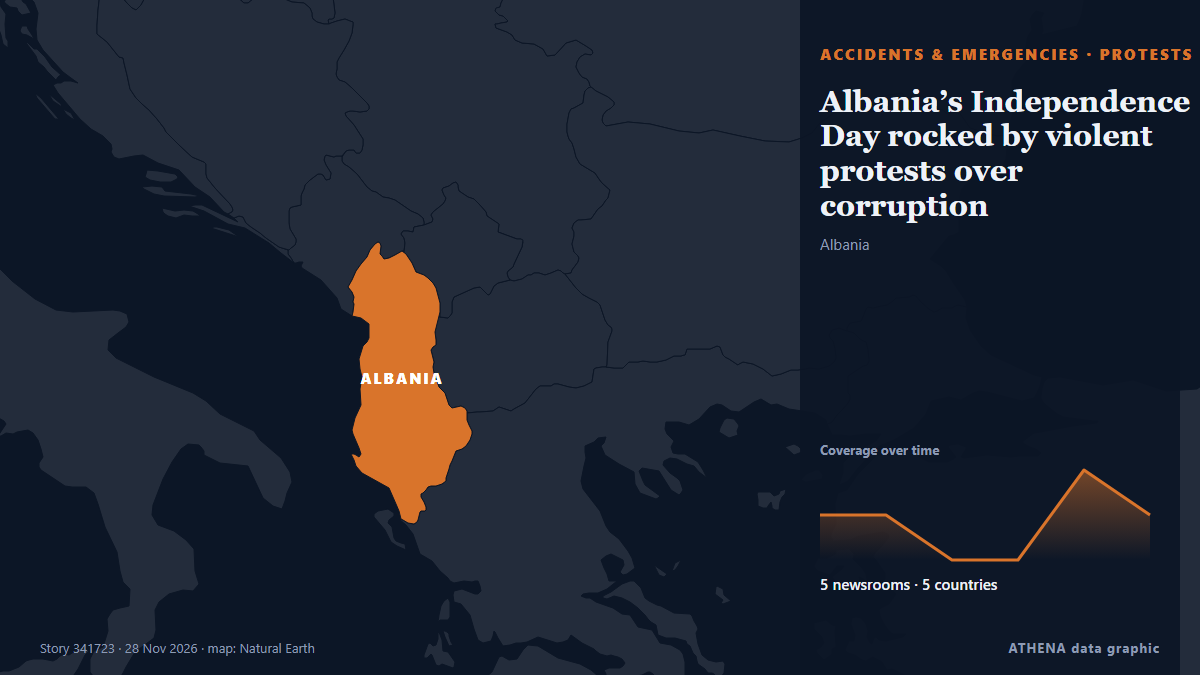 ACCIDENTS & EMERGENCIES · PROTESTS
Albania’s Independence
Day rocked by violent
protests over
corruption
Albania
ALBANIA
Coverage over time
5 newsrooms · 5 countries
Story 341723 · 28 Nov 2026 · map: Natural Earth
ATHENA data graphic